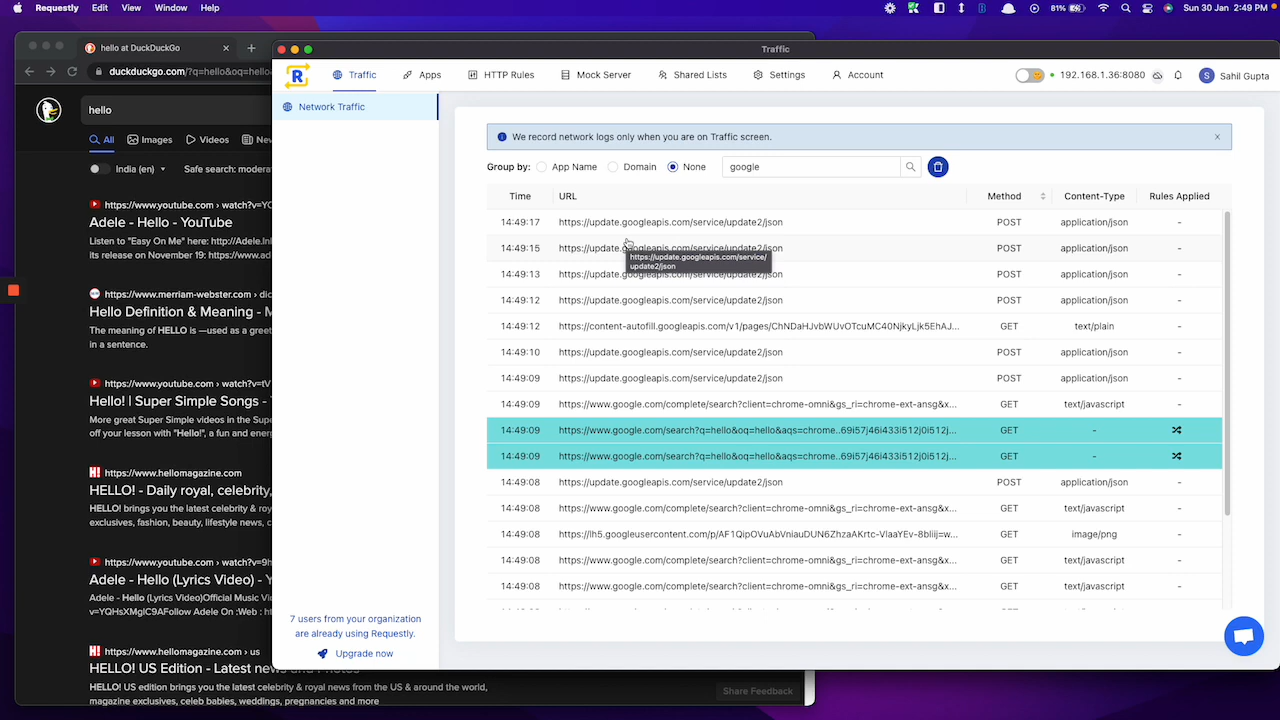 Requestly File Edit View Window Help
8% Sun 30 Jan 2:49 PM
hello at DuckDuckGo
duckduckgo.com/?q=hello&oq=hello
hello
All Images Videos
India (en) Safe search: modera
https://www.youtube.com › watch?v=YQ
Adele - Hello - YouTube
Listen to "Easy On Me" here: http://Adele.ln
its release on November 19: https://www.ad
https://www.merriam-webster.com › dic
Hello Definition & Meaning - M
The meaning of HELLO is —used as a greet
in a sentence.
https://www.youtube.com › watch?v=tV
Hello! | Super Simple Songs -
More great Super Simple videos in the Super
off your lesson with "Hello!", a fun and energ
https://www.hellomagazine.com
HELLO! - Daily royal, celebrity,
HELLO! brings you the latest celebrity & roya
exclusives, fashion, beauty, lifestyle news, c
https://www.youtube.com › watch?v=9h
Adele - Hello (Lyrics Video)
Adele - Hello (Lyrics Video)Official Music Vid
v=YQHsXMglC9AFollow Adele On:Web : htt
https://www.hellomagazine.com › us
HELLO! US Edition - Latest news and Photos
HELLO! US edition brings you the latest celebrity & royal news from the US & around the world,
magazine exclusives, celeb babies, weddings, pregnancies and more
Share Feedback
Traffic
R
Traffic Apps HTTP Rules Mock Server Shared Lists Settings Account 192.168.1.36:8080 S Sahil Gupta
Network Traffic
We record network logs only when you are on Traffic screen.
Group by: App Name Domain None google
Time URL Method Content-Type Rules Applied
14:49:17 https://update.googleapis.com/service/update2/json POST application/json -
14:49:15 https://update.googleapis.com/service/update2/json POST application/json -
https://update.googleapis.com/service/
update2/json
14:49:13 https://update.googleapis.com/service/update2/json POST application/json -
14:49:12 https://update.googleapis.com/service/update2/json POST application/json -
14:49:12 https://content-autofill.googleapis.com/v1/pages/ChNDaHJvbWUvOTcuMC40NjkyLjk5EhAJ... GET text/plain -
14:49:10 https://update.googleapis.com/service/update2/json POST application/json -
14:49:09 https://update.googleapis.com/service/update2/json POST application/json -
14:49:09 https://www.google.com/complete/search?client=chrome-omni&gs_ri=chrome-ext-ansg&x... GET text/javascript -
14:49:09 https://www.google.com/search?q=hello&oq=hello&aqs=chrome..69i57j46i433i512j0i512j... GET -
14:49:09 https://www.google.com/search?q=hello&oq=hello&aqs=chrome..69i57j46i433i512j0i512j... GET -
14:49:08 https://update.googleapis.com/service/update2/json POST application/json -
14:49:08 https://www.google.com/complete/search?client=chrome-omni&gs_ri=chrome-ext-ansg&x... GET text/javascript -
14:49:08 https://lh5.googleusercontent.com/p/AF1QipOVuAbVniauDUN6ZhzaAKrtc-VlaaYEv-8bliij=w... GET image/png -
14:49:08 https://www.google.com/complete/search?client=chrome-omni&gs_ri=chrome-ext-ansg&x... GET text/javascript -
14:49:08 https://www.google.com/complete/search?client=chrome-omni&gs_ri=chrome-ext-ansg&x... GET text/javascript -
7 users from your organization
are already using Requestly.
Upgrade now